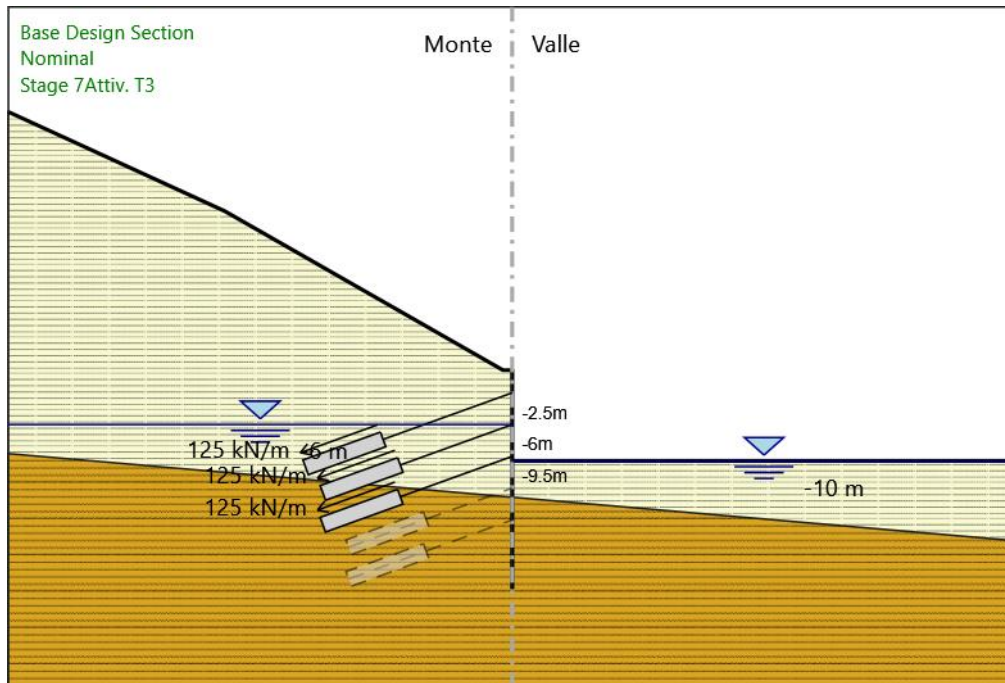 Base Design Section
Nominal
Stage 7Attiv. T3
Monte
Valle
-2.5m
-6m
-9.5m
125 kN/m
-6 m
125 kN/m
125 kN/m
-10 m